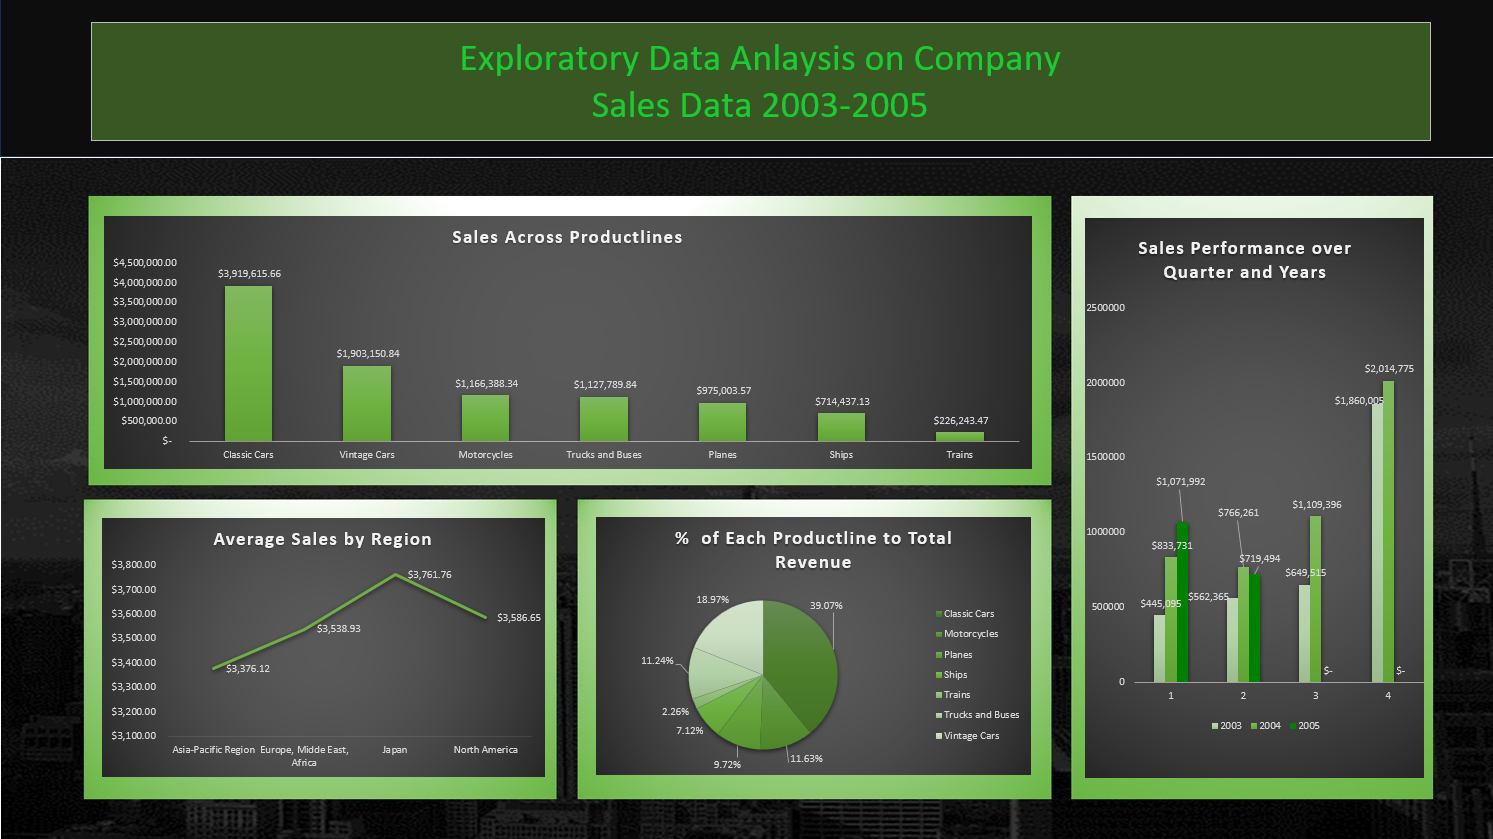 Exploratory Data Anlaysis on Company
Sales Data 2003-2005
Sales Across Productlines
$4,500,000.00
$4,000,000.00
$3,500,000.00
$3,000,000.00
$2,500,000.00
$2,000,000.00
$1,500,000.00
$1,000,000.00
$500,000.00
$-
$3,919,615.66
$1,903,150.84
$1,166,388.34
$1,127,789.84
$975,003.57
$714,437.13
$226,243.47
Classic Cars
Vintage Cars
Motorcycles
Trucks and Buses
Planes
Ships
Trains
Sales Performance over
Quarter and Years
2500000
2000000
1500000
1000000
500000
0
$445,095
$833,731
$1,071,992
$562,365
$766,261
$719,494
$649,515
$1,109,396
$-
$1,860,005
$2,014,775
$-
1
2
3
4
2003
2004
2005
Average Sales by Region
$3,800.00
$3,700.00
$3,600.00
$3,500.00
$3,400.00
$3,300.00
$3,200.00
$3,100.00
$3,376.12
$3,538.93
$3,761.76
$3,586.65
Asia-Pacific Region
Europe, Midde East,
Africa
Japan
North America
% of Each Productline to Total
Revenue
39.07%
11.63%
9.72%
7.12%
2.26%
11.24%
18.97%
Classic Cars
Motorcycles
Planes
Ships
Trains
Trucks and Buses
Vintage Cars